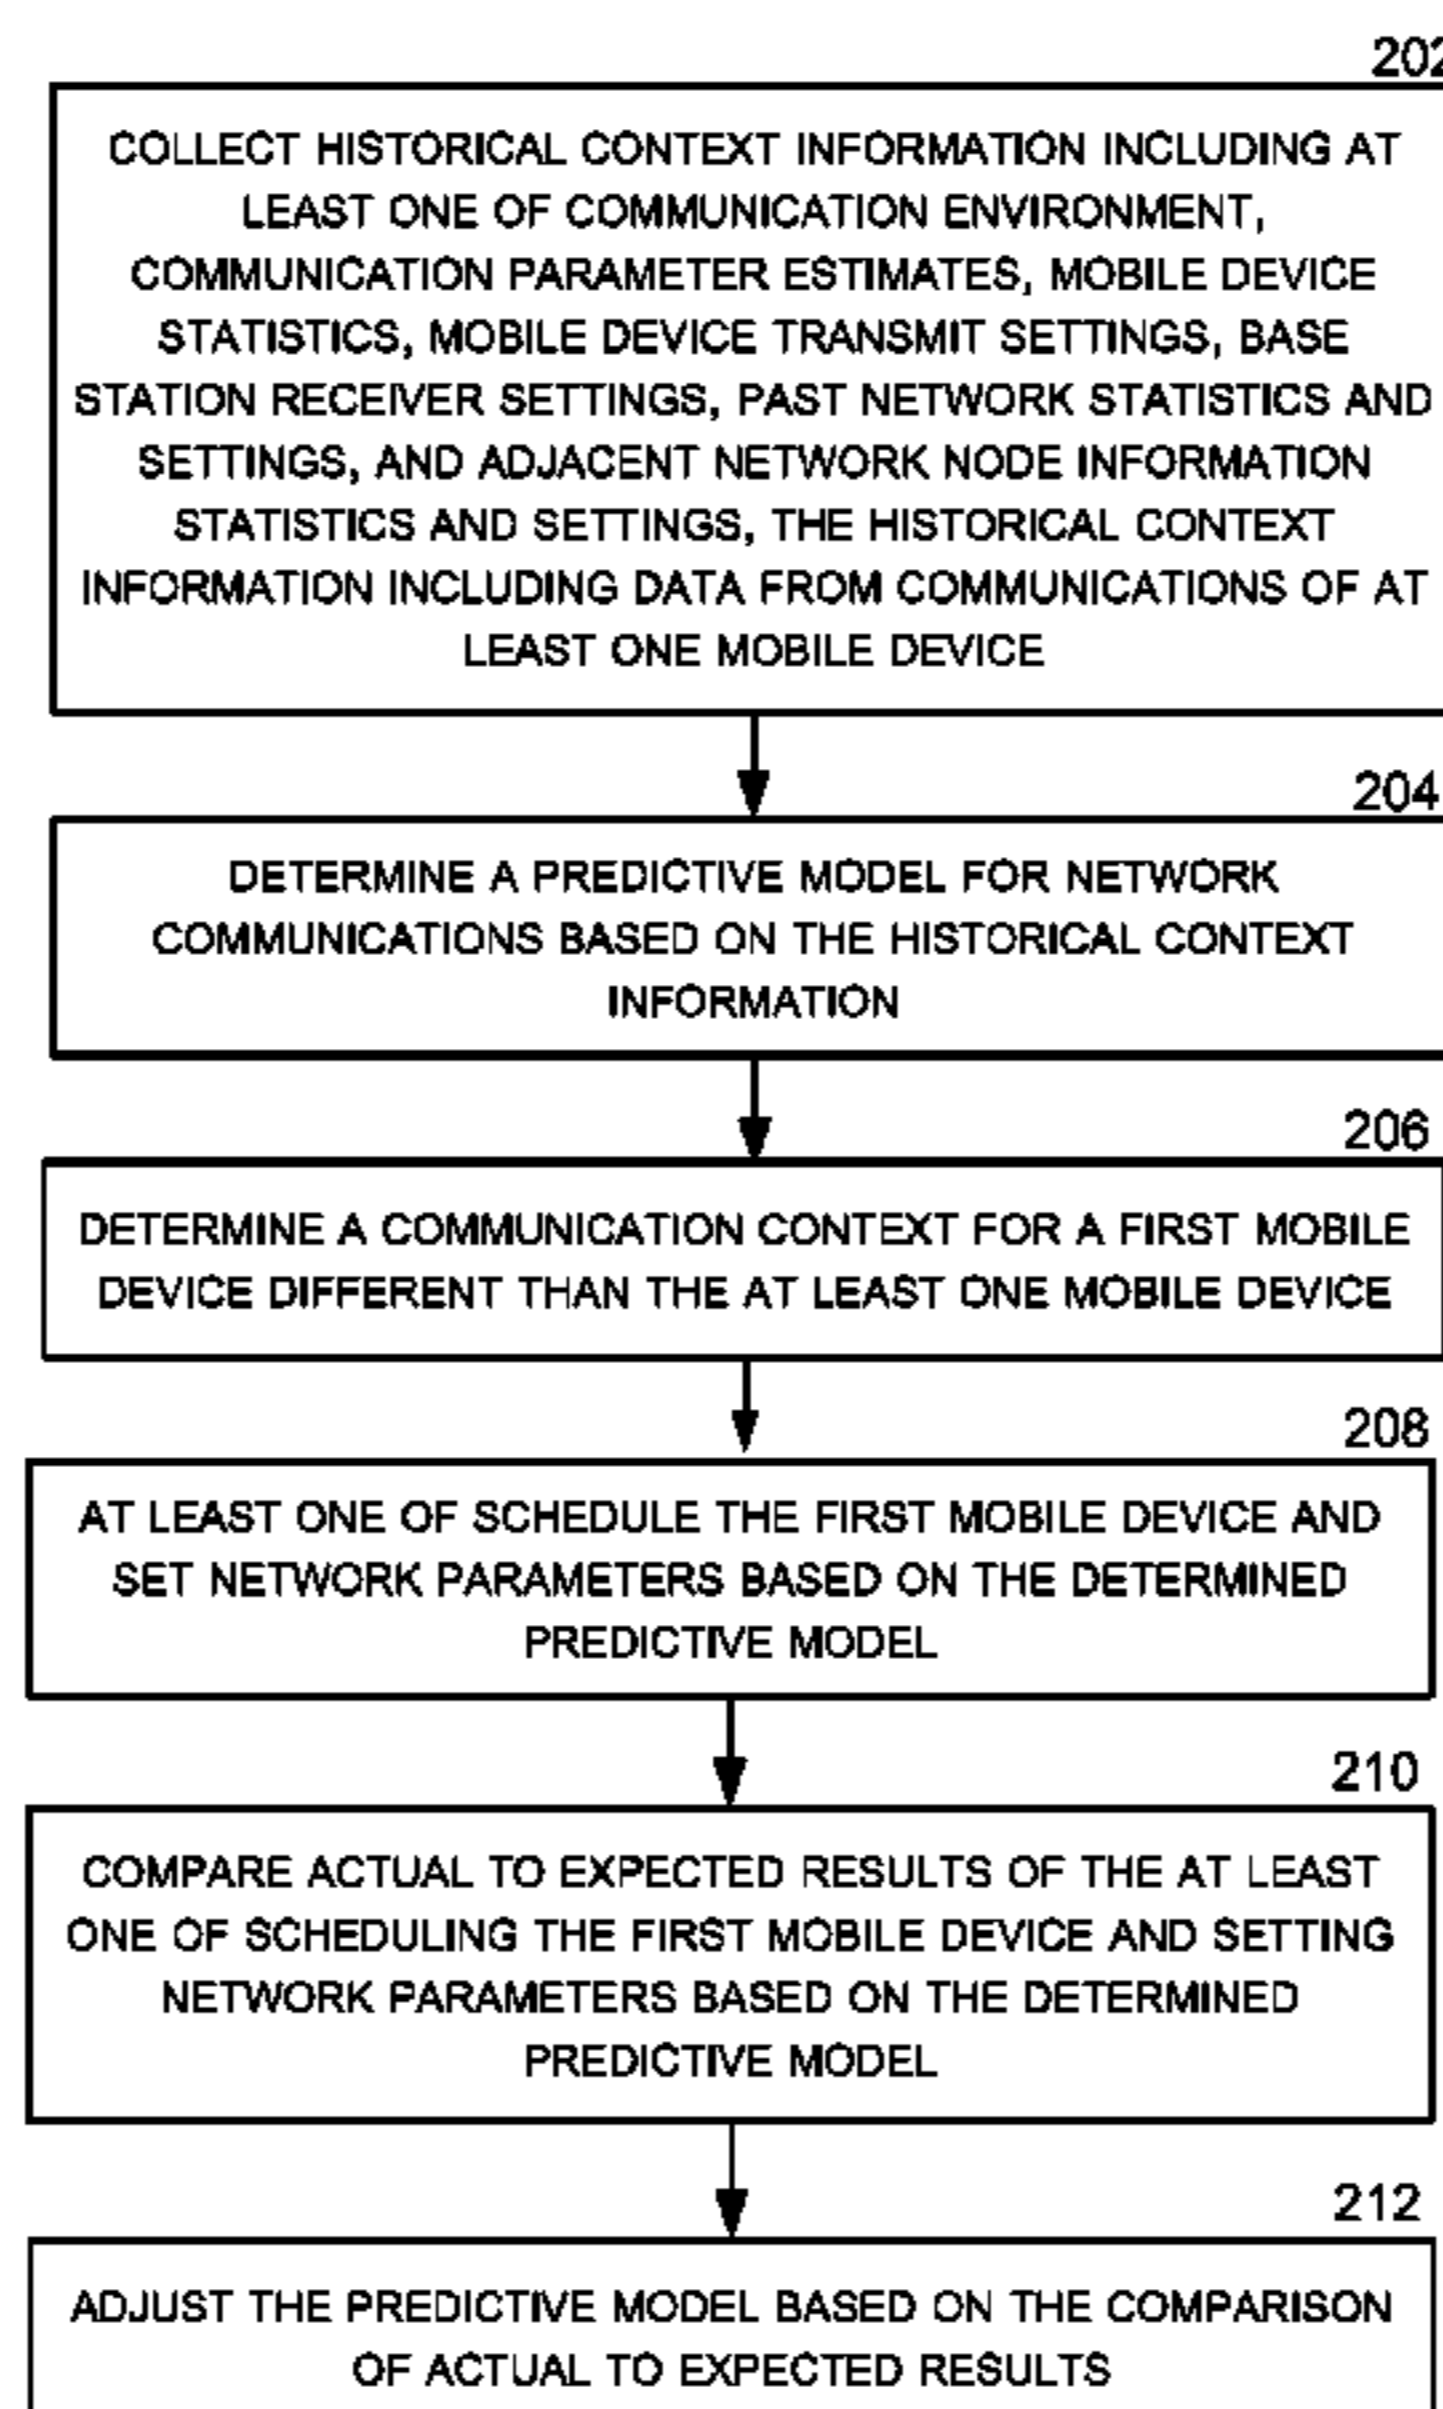 202
COLLECT HISTORICAL CONTEXT INFORMATION INCLUDING AT
LEAST ONE OF COMMUNICATION ENVIRONMENT,
COMMUNICATION PARAMETER ESTIMATES, MOBILE DEVICE
STATISTICS, MOBILE DEVICE TRANSMIT SETTINGS, BASE
STATION RECEIVER SETTINGS, PAST NETWORK STATISTICS AND
SETTINGS, AND ADJACENT NETWORK NODE INFORMATION
STATISTICS AND SETTINGS, THE HISTORICAL CONTEXT
INFORMATION INCLUDING DATA FROM COMMUNICATIONS OF AT
LEAST ONE MOBILE DEVICE
204
DETERMINE A PREDICTIVE MODEL FOR NETWORK
COMMUNICATIONS BASED ON THE HISTORICAL CONTEXT
INFORMATION
206
DETERMINE A COMMUNICATION CONTEXT FOR A FIRST MOBILE
DEVICE DIFFERENT THAN THE AT LEAST ONE MOBILE DEVICE
208
AT LEAST ONE OF SCHEDULE THE FIRST MOBILE DEVICE AND
SET NETWORK PARAMETERS BASED ON THE DETERMINED
PREDICTIVE MODEL
210
COMPARE ACTUAL TO EXPECTED RESULTS OF THE AT LEAST
ONE OF SCHEDULING THE FIRST MOBILE DEVICE AND SETTING
NETWORK PARAMETERS BASED ON THE DETERMINED
PREDICTIVE MODEL
212
ADJUST THE PREDICTIVE MODEL BASED ON THE COMPARISON
OF ACTUAL TO EXPECTED RESULTS